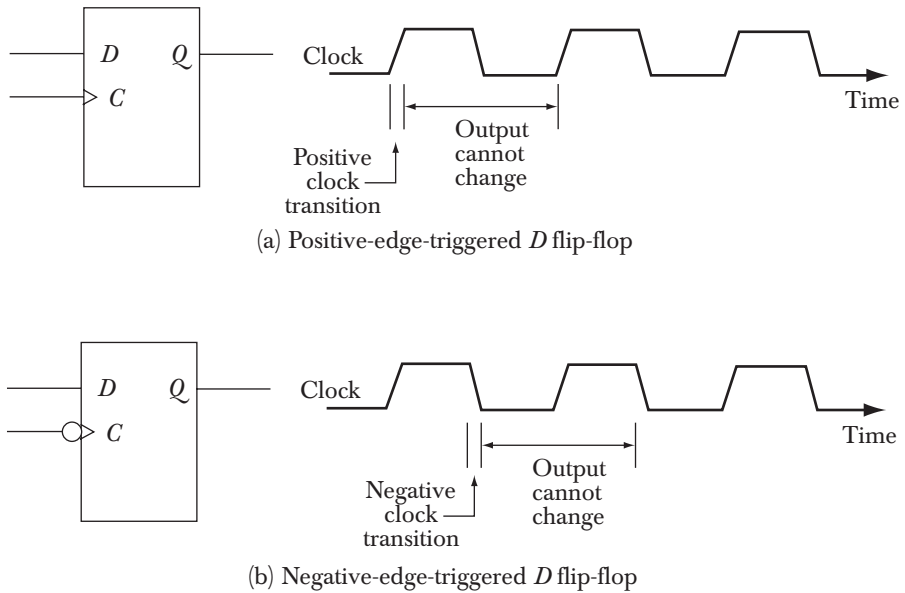 D Q
C
Clock
Time
Output
cannot
change
Positive
clock
transition
(a) Positive-edge-triggered D flip-flop
D Q
C
Clock
Time
Output
cannot
change
Negative
clock
transition
(b) Negative-edge-triggered D flip-flop